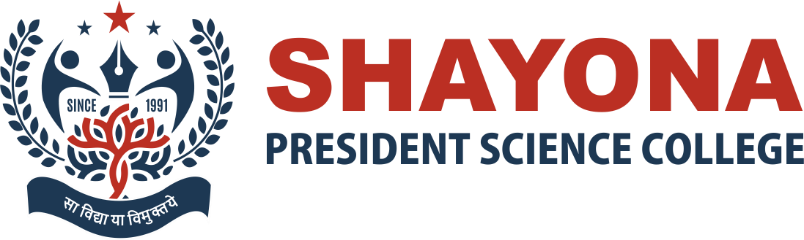 SINCE 1991
सा विद्या या विमुक्तये
SHAYONA
PRESIDENT SCIENCE COLLEGE